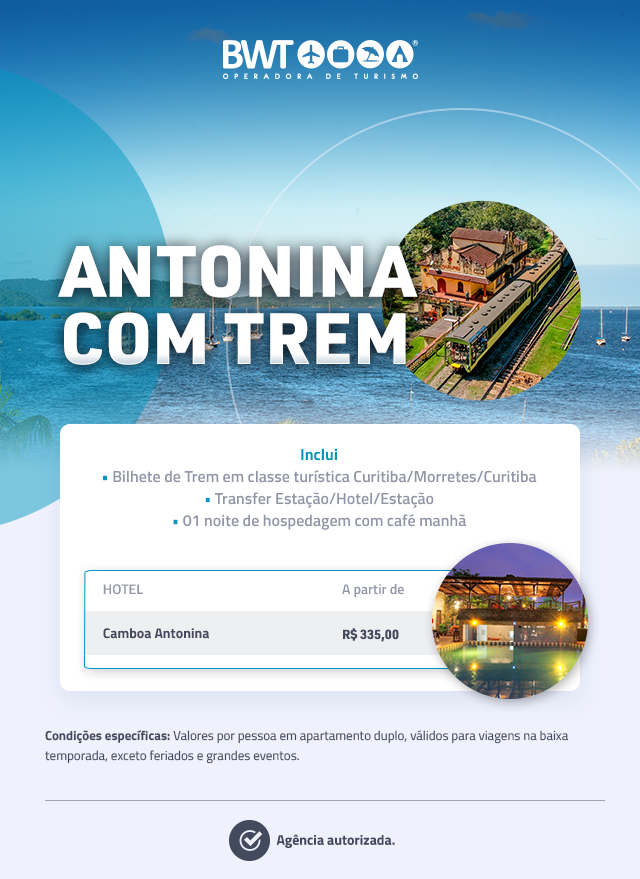 BWT
OPERADORA DE TURISMO
ANTONINA
COM TREM
Inclui
▪ Bilhete de Trem em classe turística Curitiba/Morretes/Curitiba
▪ Transfer Estação/Hotel/Estação
▪ 01 noite de hospedagem com café manhã
HOTEL A partir de
Camboa Antonina R$ 335,00
Condições específicas: Valores por pessoa em apartamento duplo, válidos para viagens na baixa
temporada, exceto feriados e grandes eventos.
Agência autorizada.